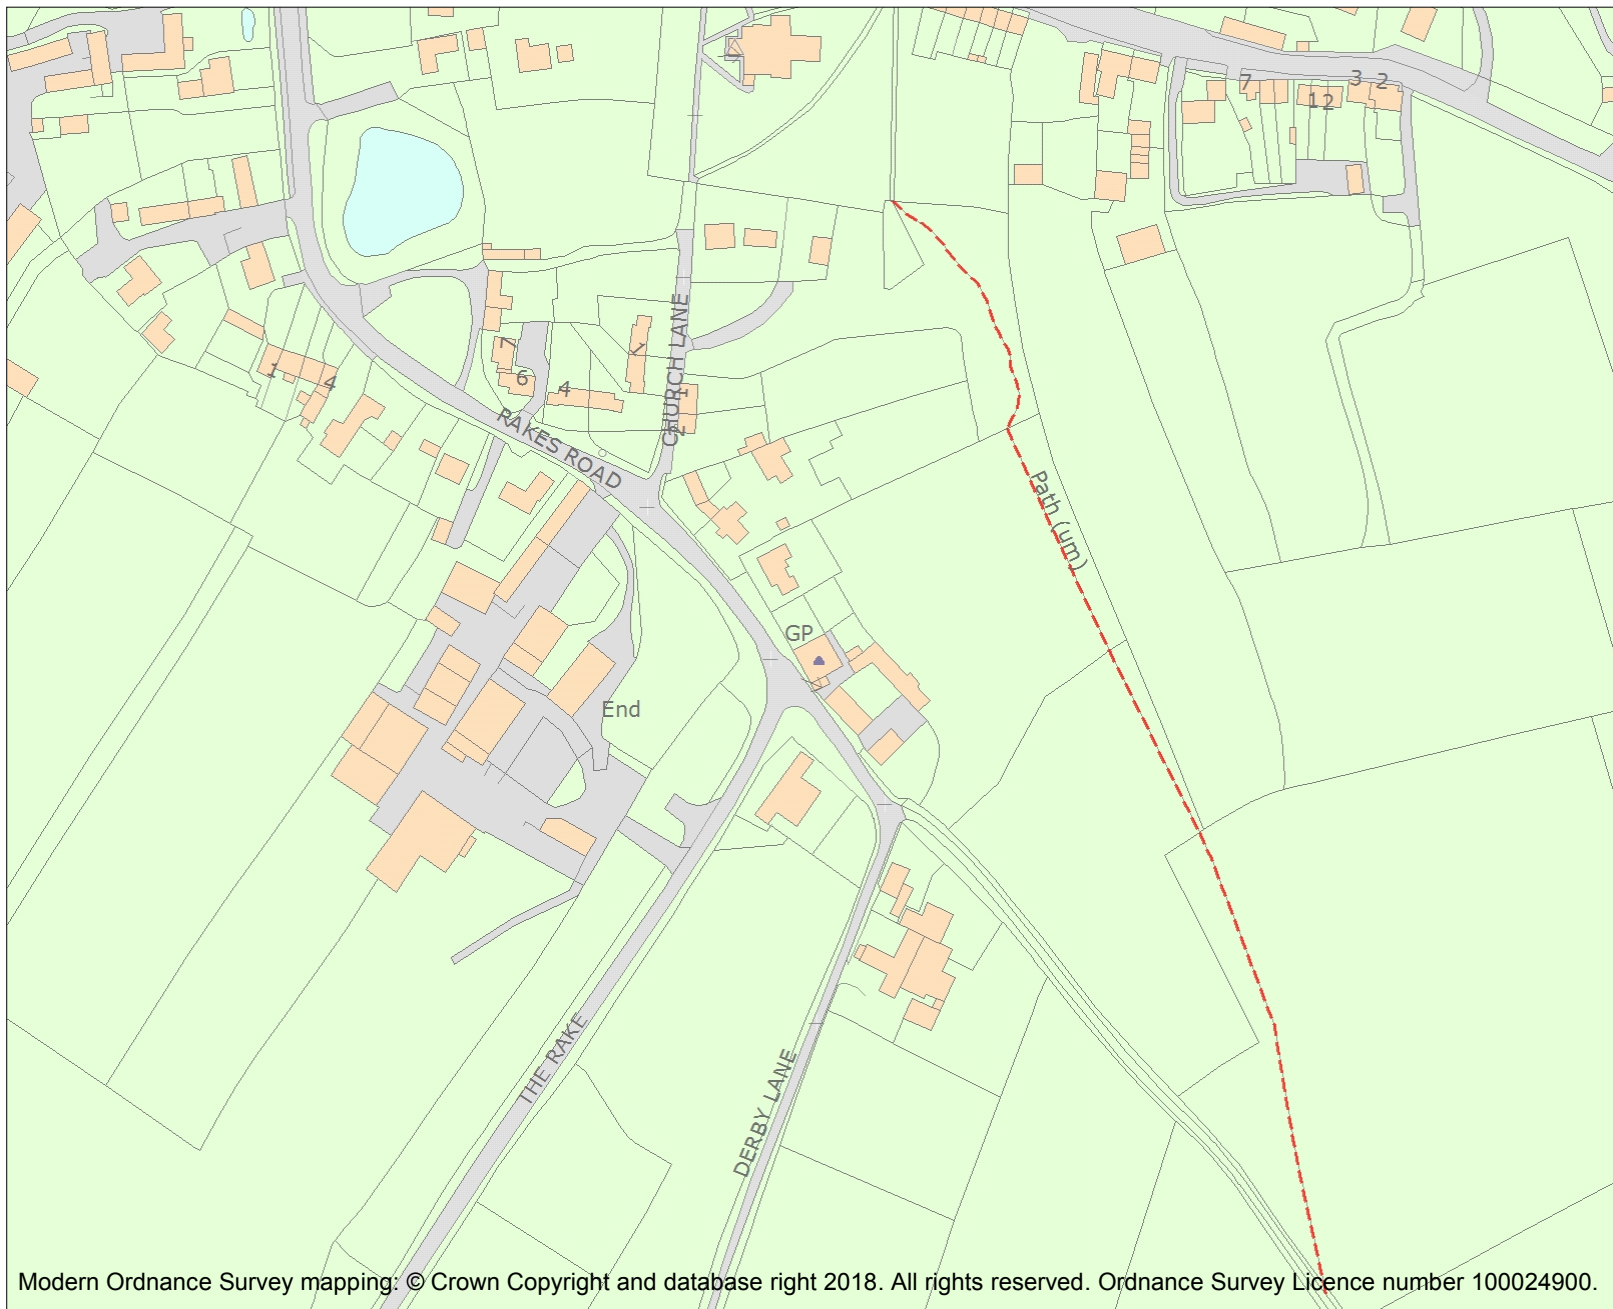 7
3 2
12
CHURCH LANE
7
1
6
4
1
4
1
2
RAKES ROAD
Path (um)
GP
End
THE RAKE
DERBY LANE
Modern Ordnance Survey mapping: © Crown Copyright and database right 2018. All rights reserved. Ordnance Survey Licence number 100024900.